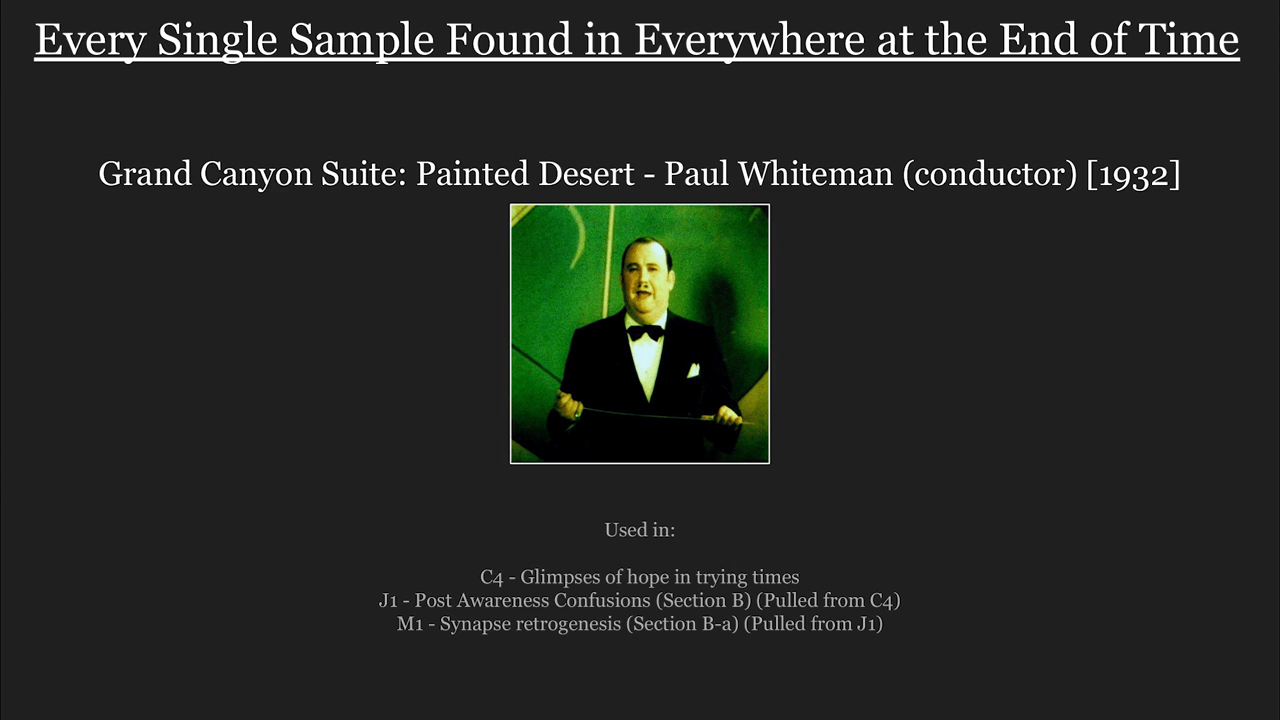 Every Single Sample Found in Everywhere at the End of Time
Grand Canyon Suite: Painted Desert - Paul Whiteman (conductor) [1932]
Used in:
C4 - Glimpses of hope in trying times
J1 - Post Awareness Confusions (Section B) (Pulled from C4)
M1 - Synapse retrogenesis (Section B-a) (Pulled from J1)